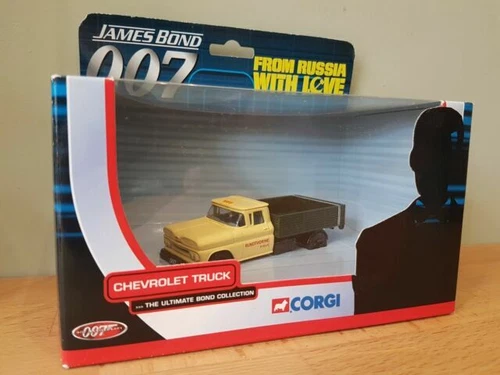 JAMES BOND
007
FROM RUSSIA
WITH LOVE
CHEVROLET TRUCK
... THE ULTIMATE BOND COLLECTION
007
CORGI